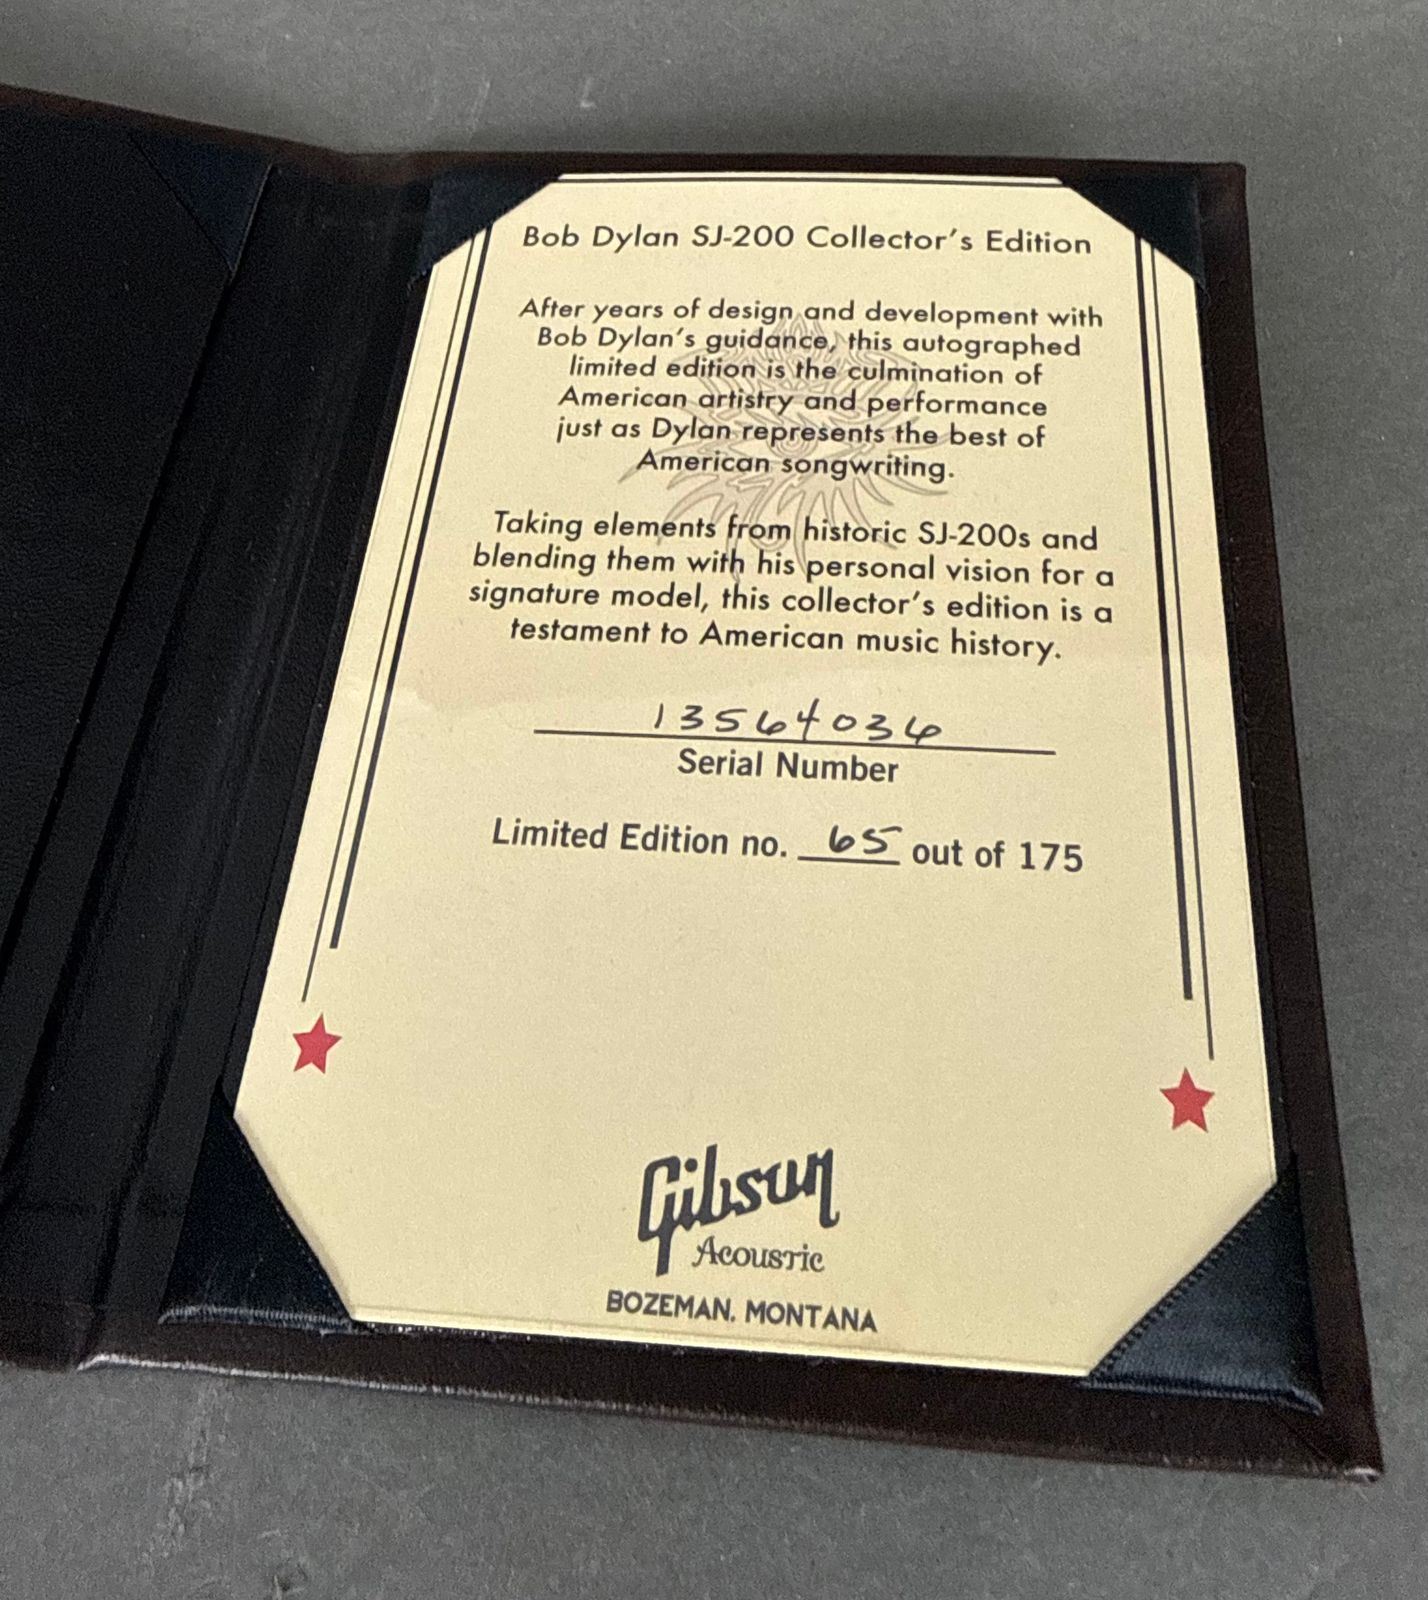 Bob Dylan SJ-200 Collector's Edition
After years of design and development with
Bob Dylan's guidance, this autographed
limited edition is the culmination of
American artistry and performance
just as Dylan represents the best of
American songwriting.
Taking elements from historic SJ-200s and
blending them with his personal vision for a
signature model, this collector's edition is a
testament to American music history.
13564036
Serial Number
Limited Edition no. 65 out of 175
Gibson
Acoustic
BOZEMAN, MONTANA